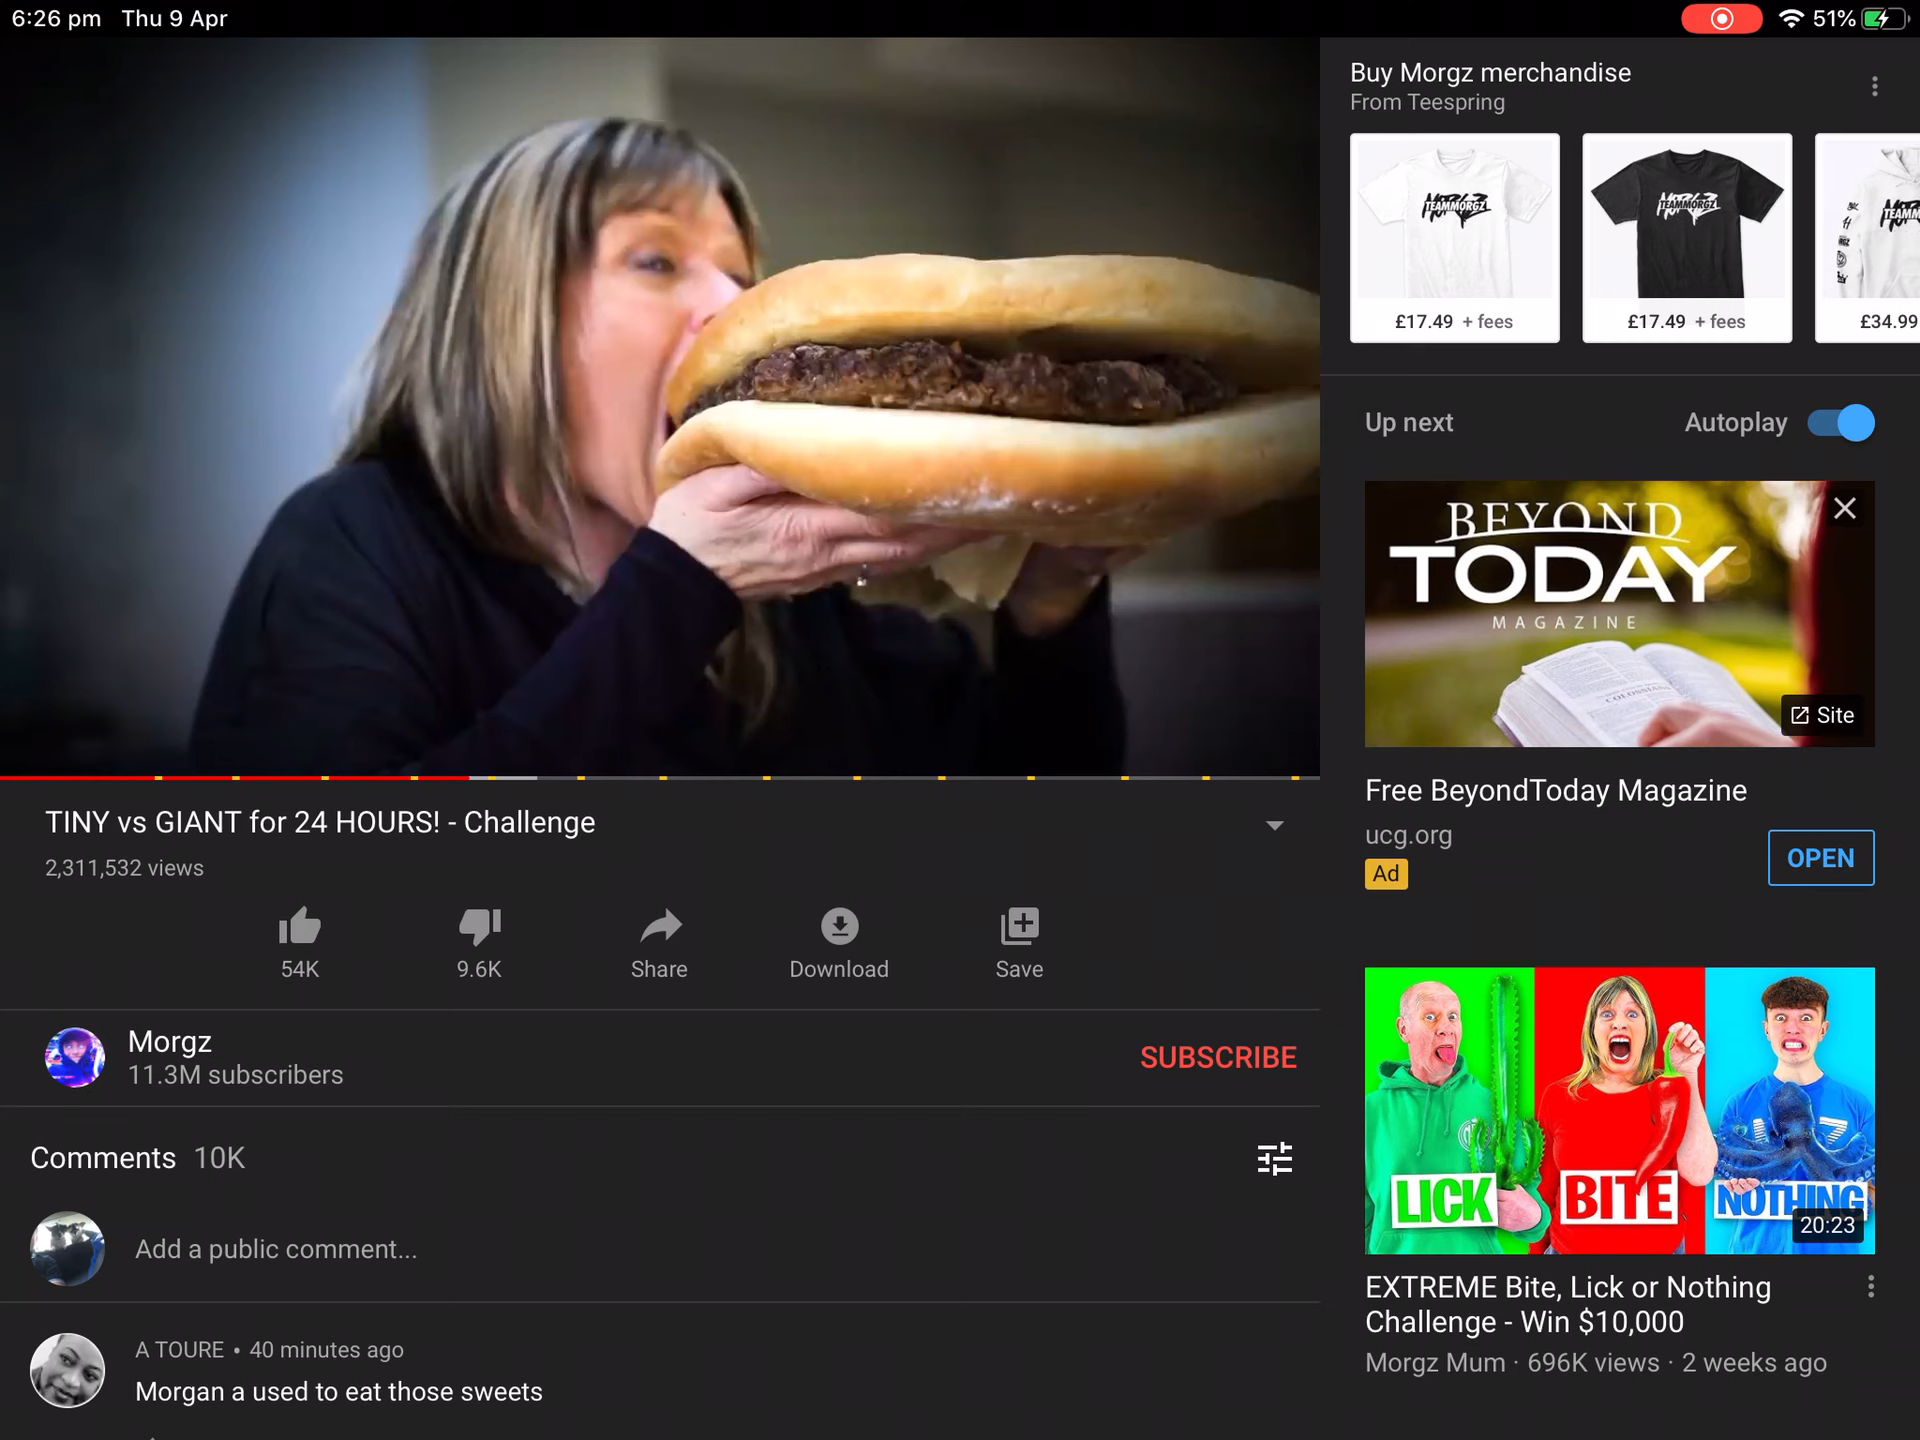 6:26 pm Thu 9 Apr
51%
Buy Morgz merchandise
From Teespring
TEAMMORGZ
TEAMMORGZ
£17.49 + fees
£17.49 + fees
£34.99
Up next
Autoplay
BEYOND
TODAY
MAGAZINE
COLOSSIANS
Site
Free BeyondToday Magazine
ucg.org
Ad
OPEN
TINY vs GIANT for 24 HOURS! - Challenge
2,311,532 views
54K
9.6K
Share
Download
Save
Morgz
11.3M subscribers
SUBSCRIBE
Comments 10K
Add a public comment...
A TOURE • 40 minutes ago
Morgan a used to eat those sweets
LICK
BITE
NOTHING
20:23
EXTREME Bite, Lick or Nothing
Challenge - Win $10,000
Morgz Mum · 696K views · 2 weeks ago